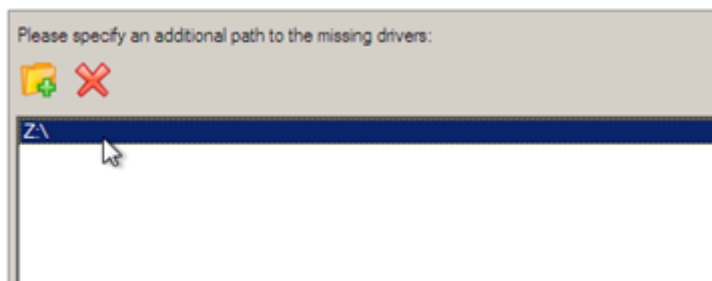 Please specify an additional path to the missing drivers:
Z:\